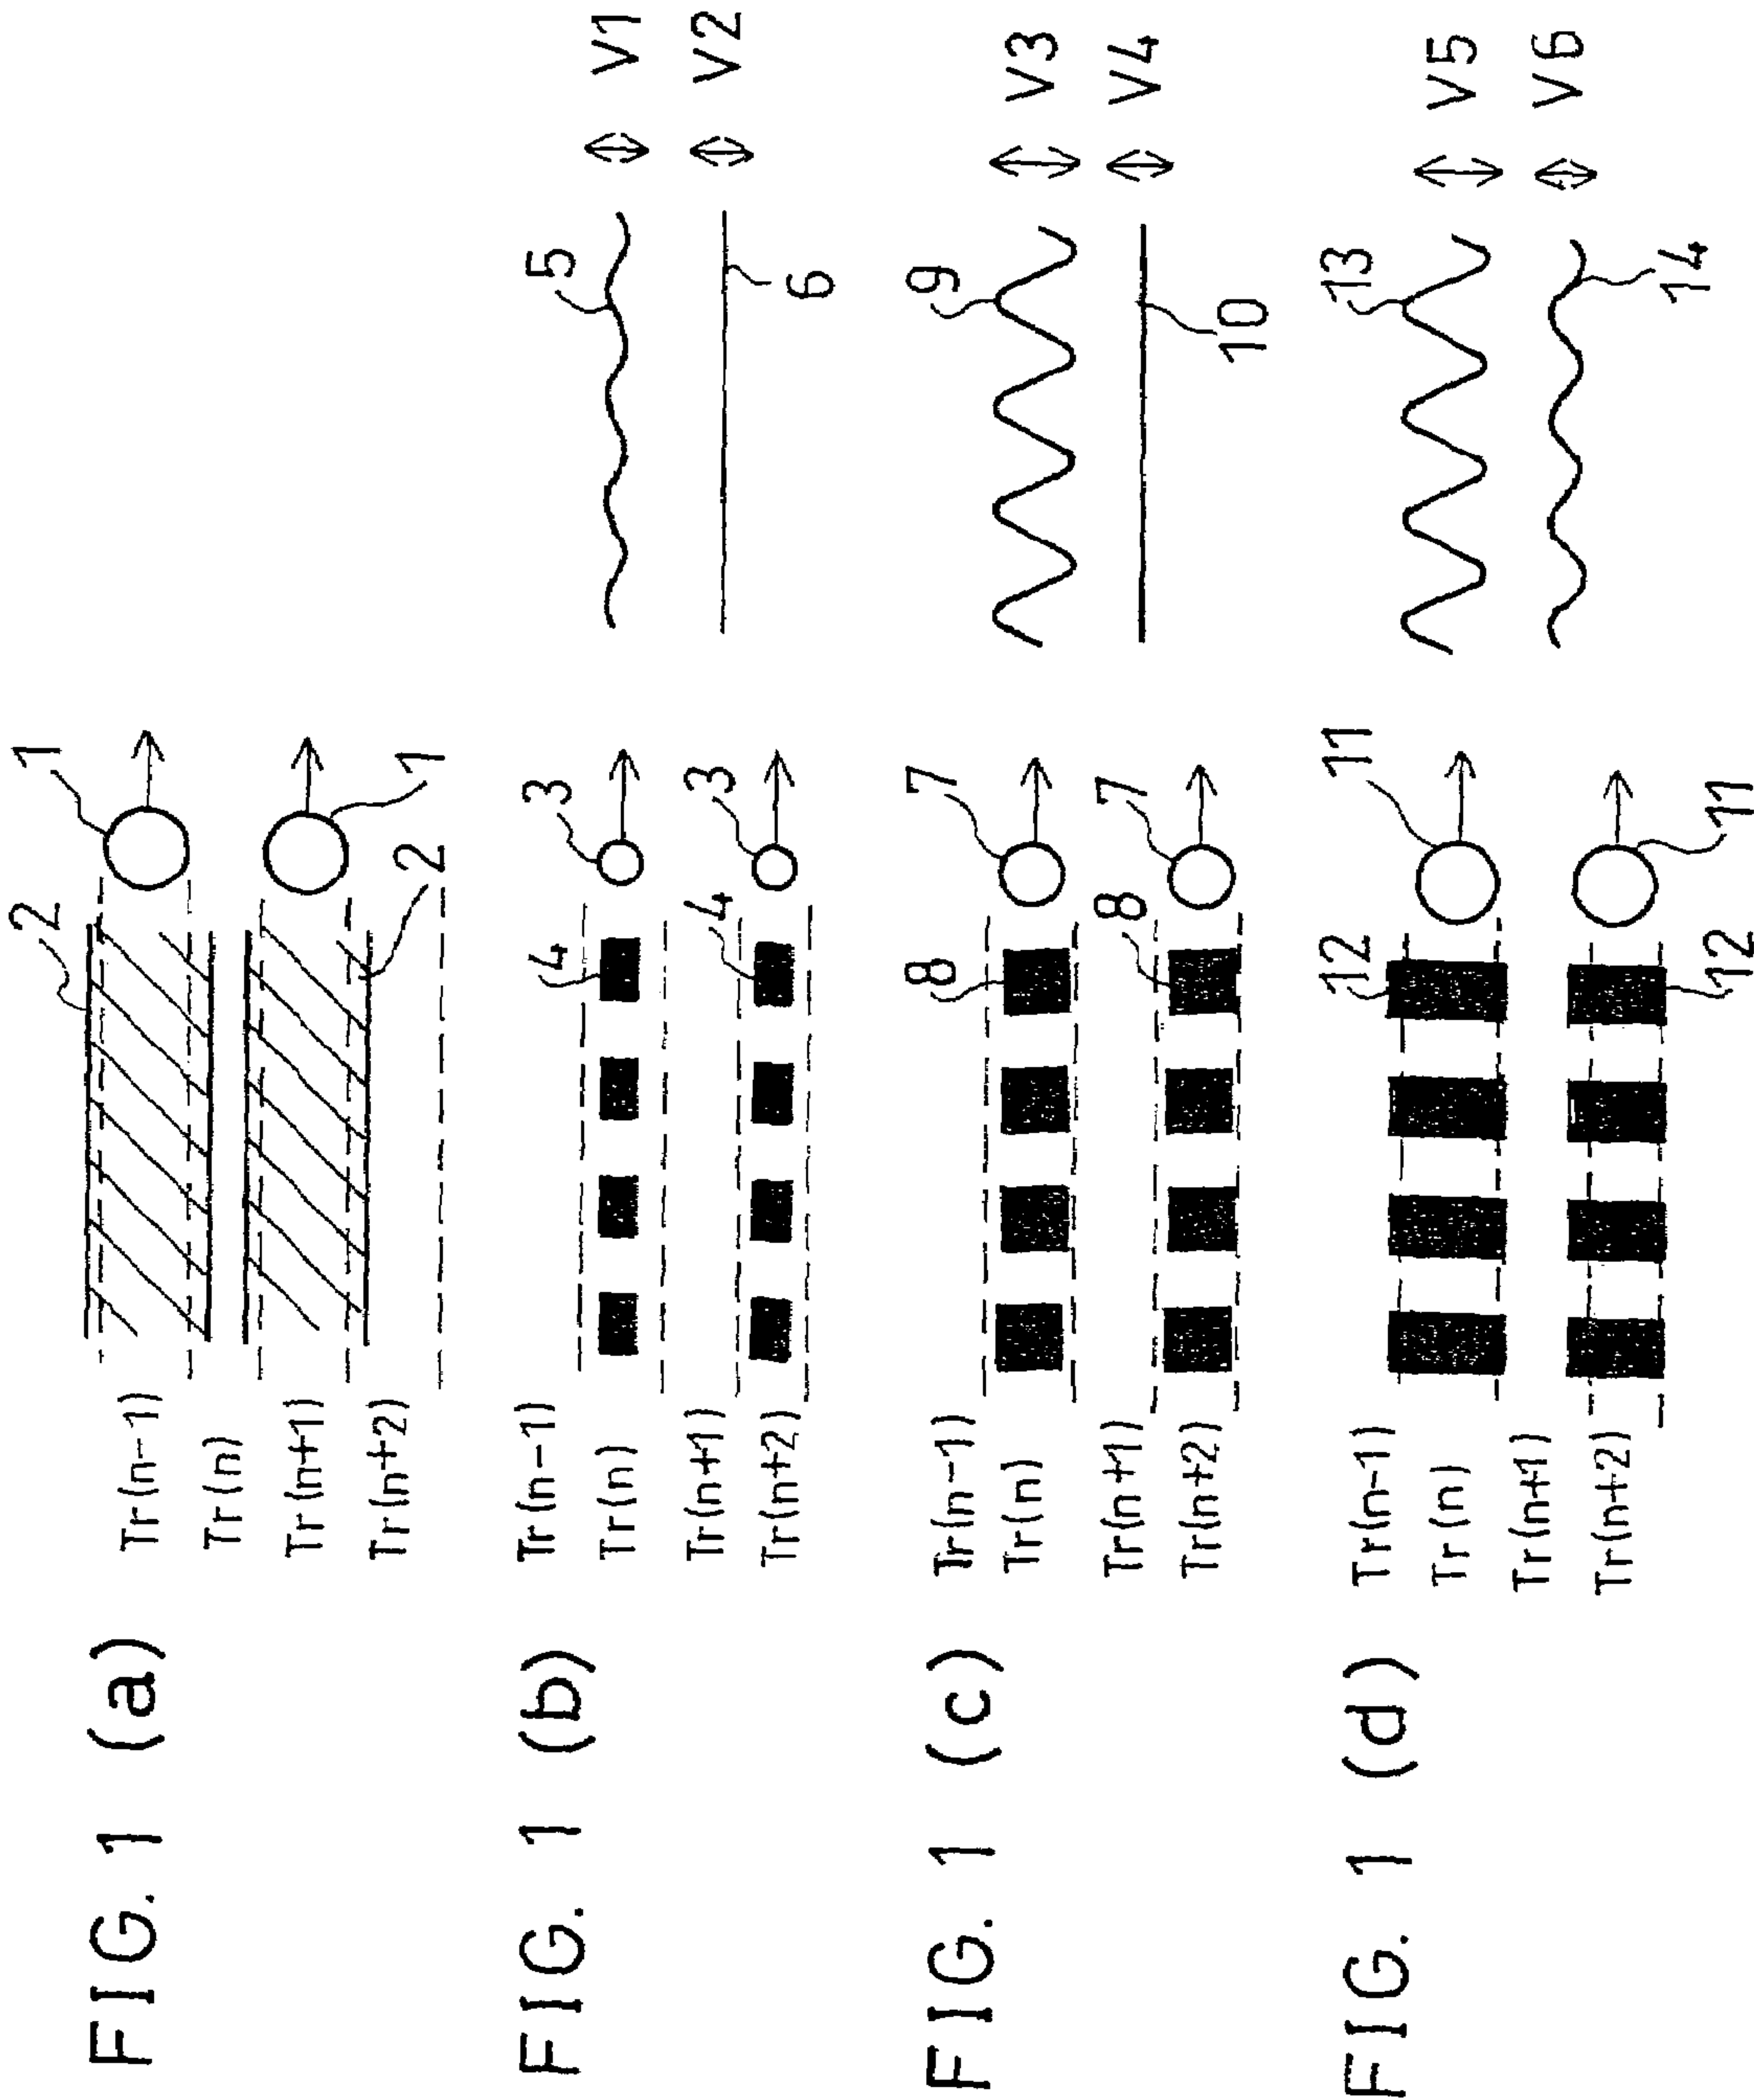 FIG. 1 (a)
Tr(n-1)
Tr(n)
Tr(n+1)
Tr(n+2)
2
2
1
1
FIG. 1 (b)
Tr(n-1)
Tr(n)
Tr(n+1)
Tr(n+2)
4
4
3
3
5
6
V1
V2
FIG. 1 (c)
Tr(n-1)
Tr(n)
Tr(n+1)
Tr(n+2)
8
8
7
7
9
10
V3
V4
FIG. 1 (d)
Tr(n-1)
Tr(n)
Tr(n+1)
Tr(n+2)
12
12
11
11
13
14
V5
V6